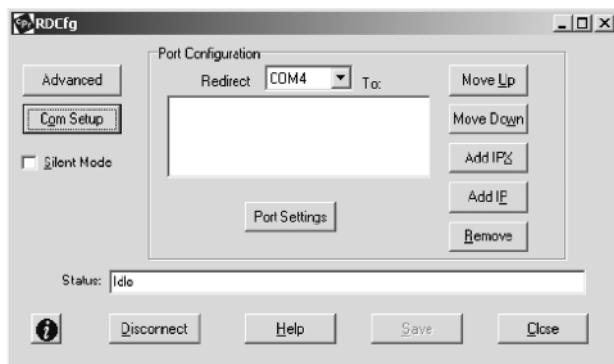 Cpr RDCfg
Port Configuration
Advanced
Redirect COM4 To:
Move Up
Com Setup
Move Down
Silent Mode
Add IPX
Add IP
Port Settings
Remove
Status: Idle
i Disconnect Help Save Close